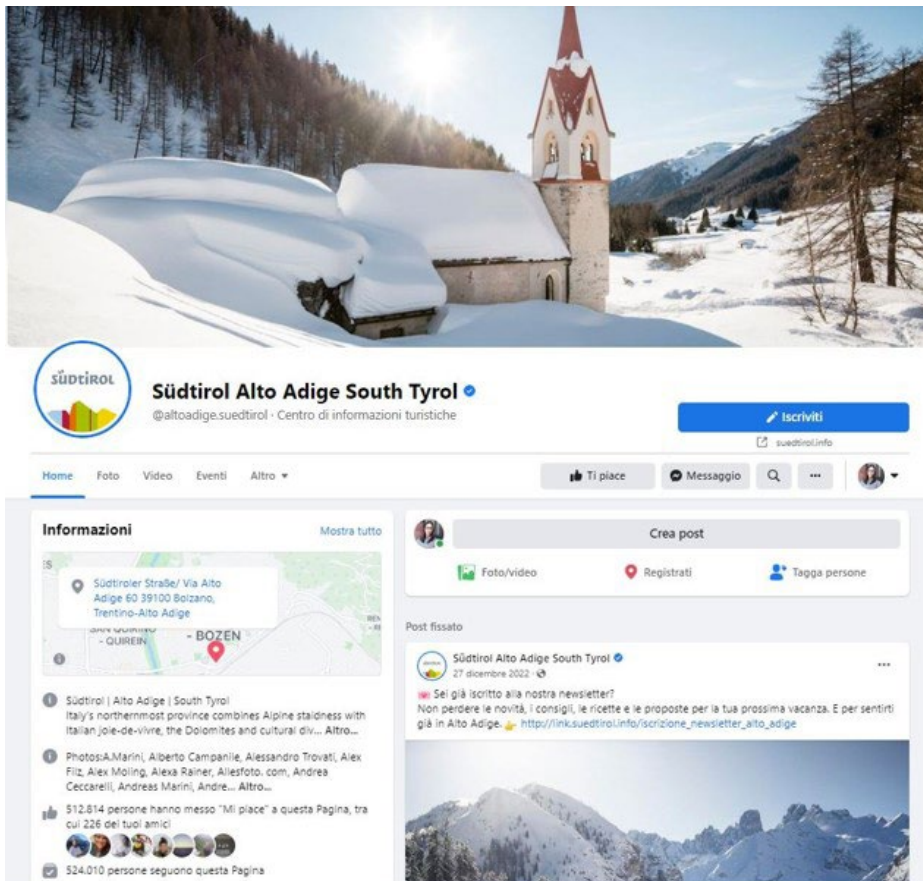 SÜDTIROL
Südtirol Alto Adige South Tyrol
@altoadige.suedtirol · Centro di informazioni turistiche
Iscriviti
suedtirol.info
Home Foto Video Eventi Altro
Ti piace Messaggio
Informazioni Mostra tutto
Südtiroler Straße/ Via Alto
Adige 60 39100 Bolzano,
Trentino-Alto Adige
SAN QUIRINO
- QUIREIN
- BOZEN
Südtirol | Alto Adige | South Tyrol
Italy's northernmost province combines Alpine staidness with
Italian joie-de-vivre, the Dolomites and cultural div... Altro...
Photos:A.Marini, Alberto Campanile, Alessandro Trovati, Alex
Filz, Alex Moling, Alexa Rainer, Allesfoto. com, Andrea
Ceccarelli, Andreas Marini, Andre... Altro...
512.814 persone hanno messo "Mi piace" a questa Pagina, tra
cui 226 dei tuoi amici
524.010 persone seguono questa Pagina
Crea post
Foto/video Registrati Tagga persone
Post fissato
Südtirol Alto Adige South Tyrol
27 dicembre 2022 ·
Sei già iscritto alla nostra newsletter?
Non perdere le novità, i consigli, le ricette e le proposte per la tua prossima vacanza. E per sentirti
già in Alto Adige. http://link.suedtirol.info/iscrizione_newsletter_alto_adige